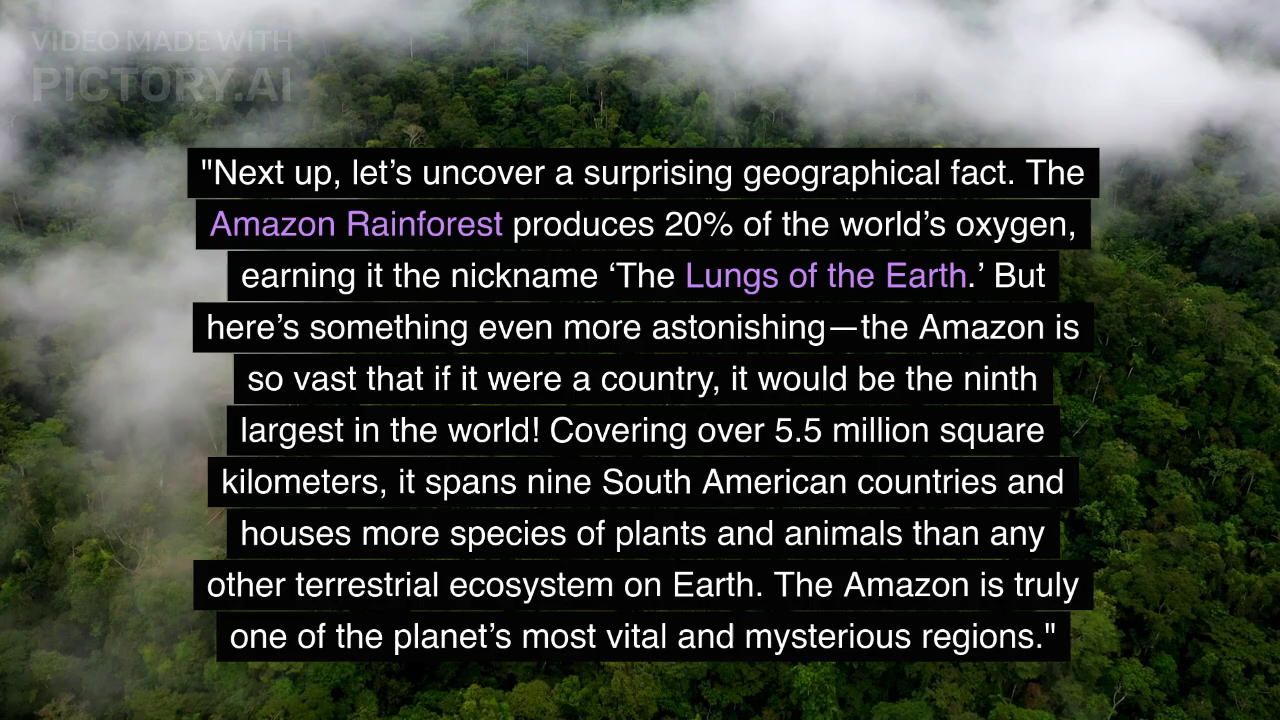 VIDEO MADE WITH
PICTORY.AI
"Next up, let’s uncover a surprising geographical fact. The
Amazon Rainforest produces 20% of the world’s oxygen,
earning it the nickname ‘The Lungs of the Earth.’ But
here’s something even more astonishing—the Amazon is
so vast that if it were a country, it would be the ninth
largest in the world! Covering over 5.5 million square
kilometers, it spans nine South American countries and
houses more species of plants and animals than any
other terrestrial ecosystem on Earth. The Amazon is truly
one of the planet’s most vital and mysterious regions."